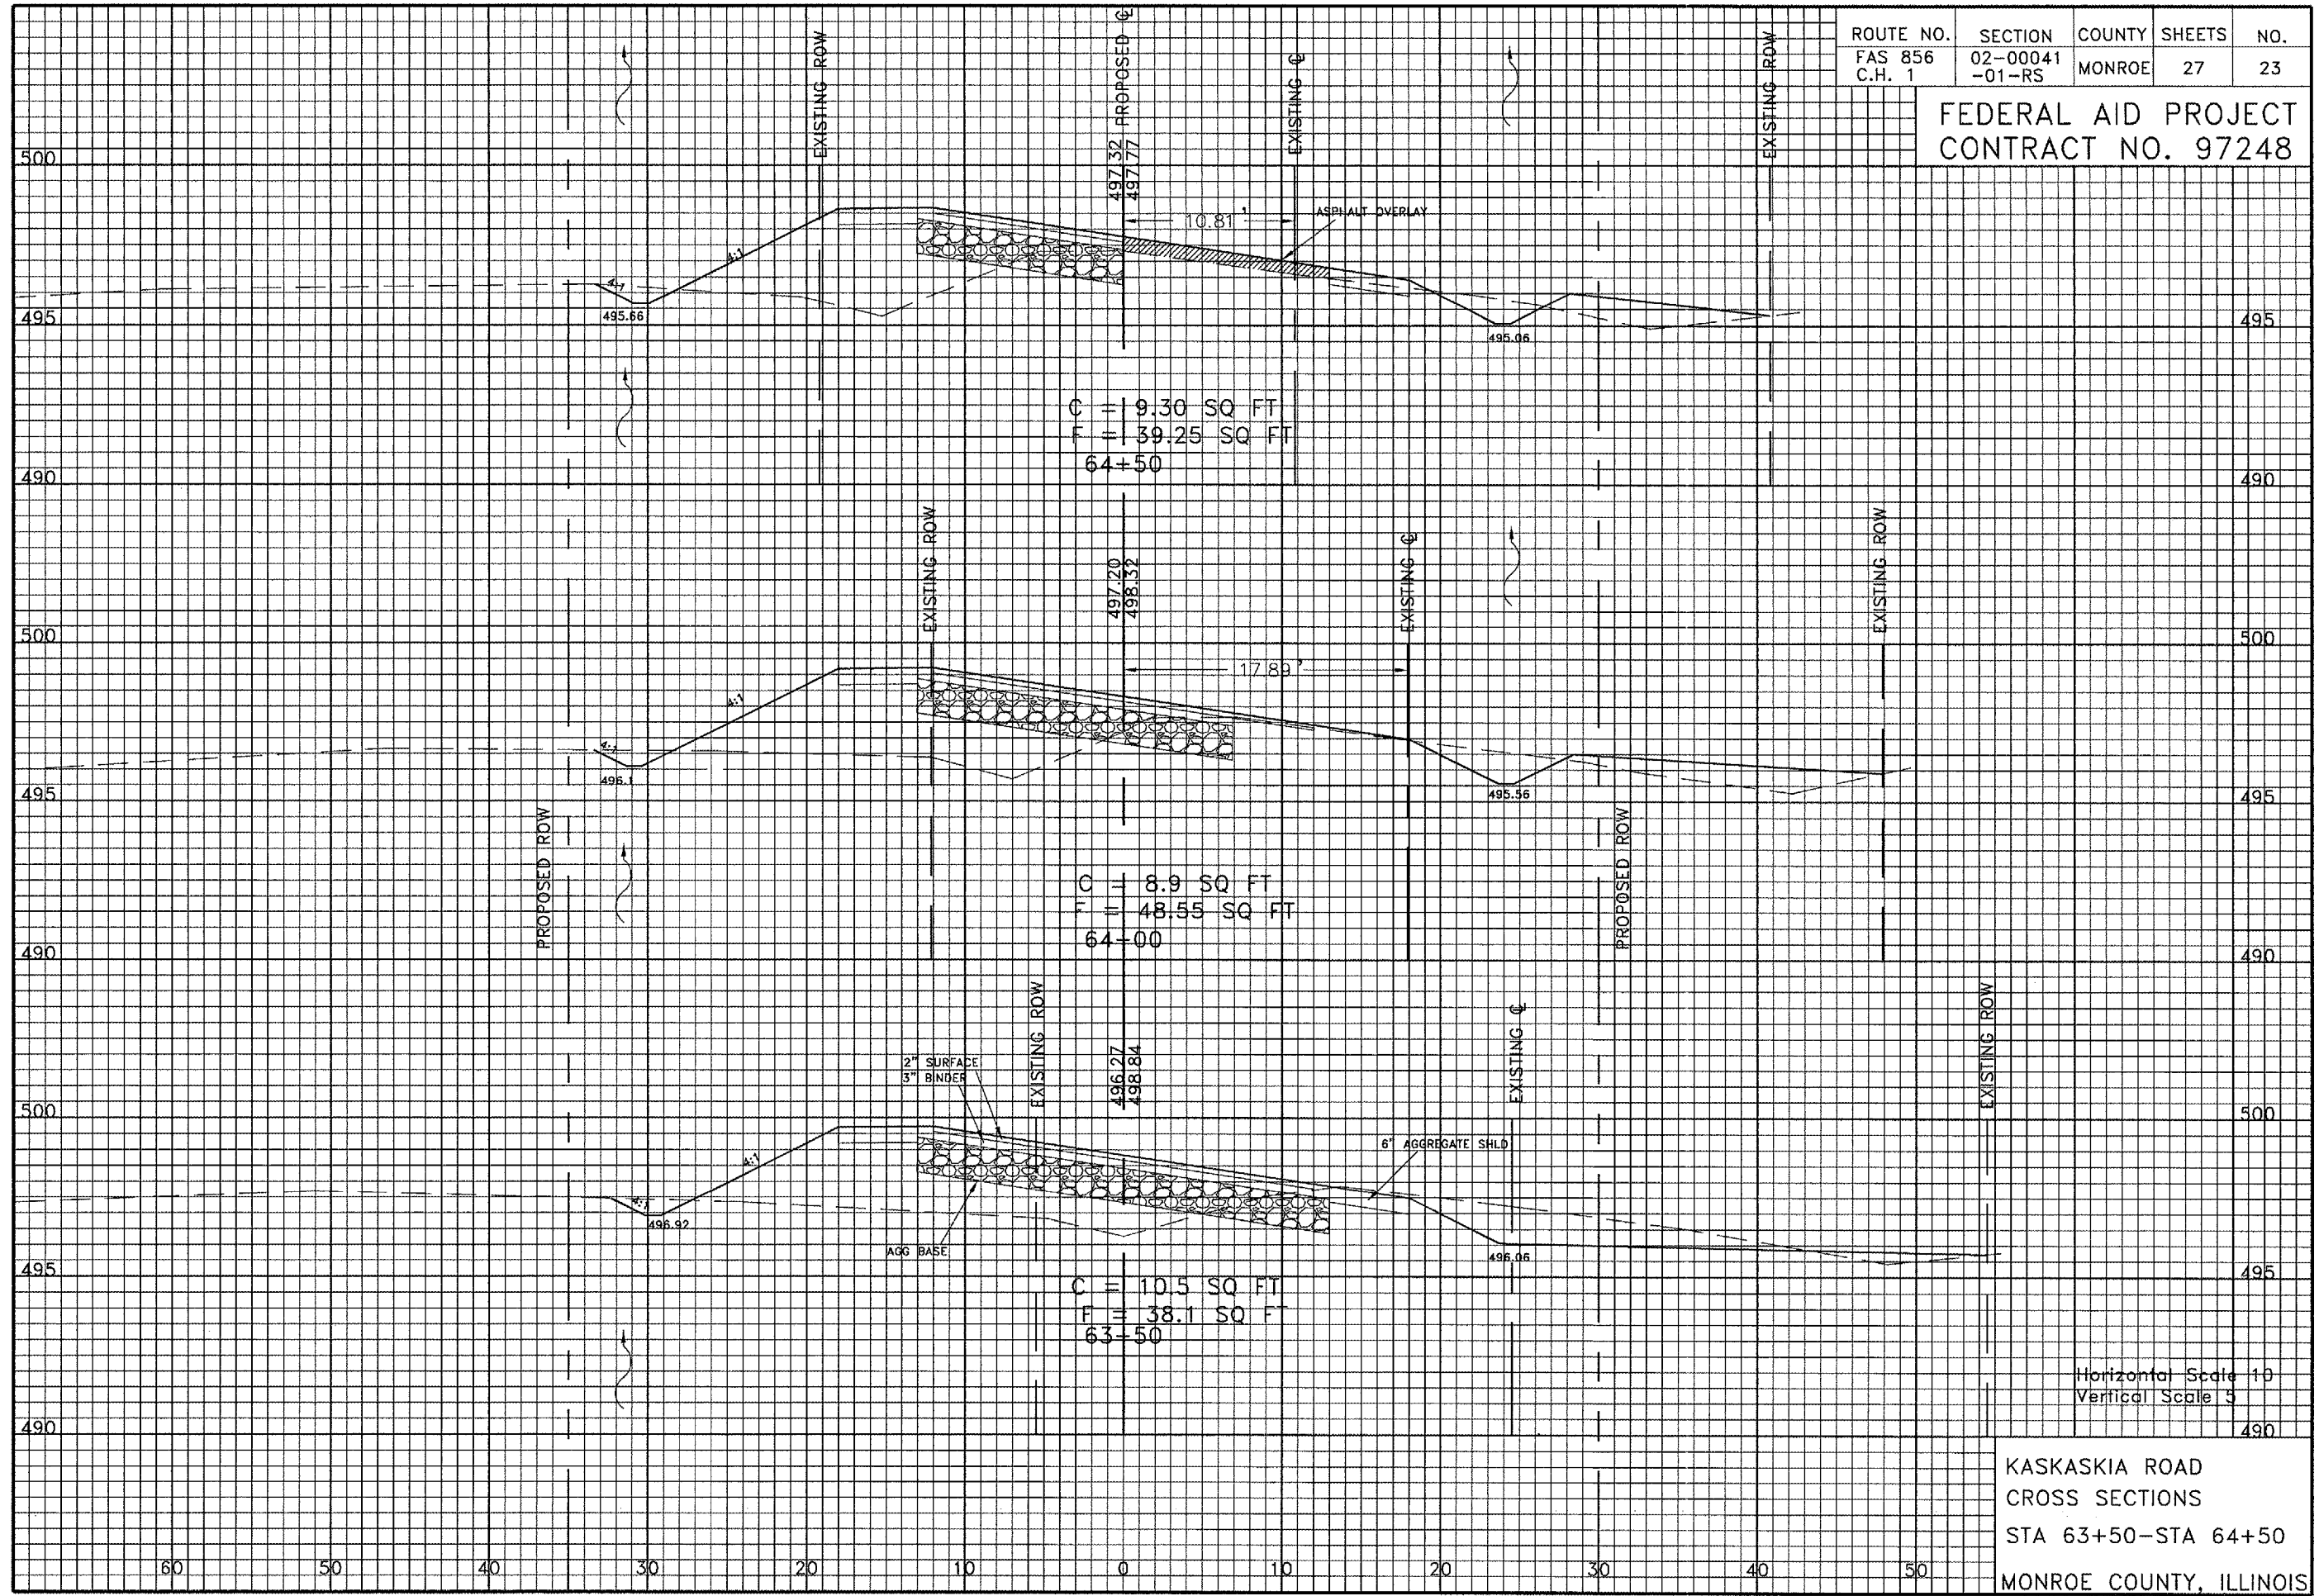 ROUTE NO. SECTION COUNTY SHEETS NO.
FAS 856 C.H. 1 02-00041 -01-RS MONROE 27 23
FEDERAL AID PROJECT
CONTRACT NO. 97248
EXISTING ROW
497.32 PROPOSED ℄
497.77
EXISTING ℄
EXISTING ROW
500
10.81'
ASPHALT OVERLAY
4:1
4:1
495.66
495
495
495.06
C = 9.30 SQ FT
F = 39.25 SQ FT
64+50
490
490
EXISTING ROW
497.20
498.32
EXISTING ℄
EXISTING ROW
500
500
17.89'
4:1
4:1
496.1
495
495
495.56
PROPOSED ROW
PROPOSED ROW
C = 8.9 SQ FT
F = 48.55 SQ FT
64+00
490
490
EXISTING ROW
496.27
498.84
EXISTING ℄
EXISTING ROW
2" SURFACE
3" BINDER
500
500
6" AGGREGATE SHLD
4:1
4:1
496.92
AGG BASE
496.06
495
495
C = 10.5 SQ FT
F = 38.1 SQ FT
63+50
Horizontal Scale 10
Vertical Scale 5
490
490
KASKASKIA ROAD
CROSS SECTIONS
STA 63+50-STA 64+50
MONROE COUNTY, ILLINOIS
60 50 40 30 20 10 0 10 20 30 40 50